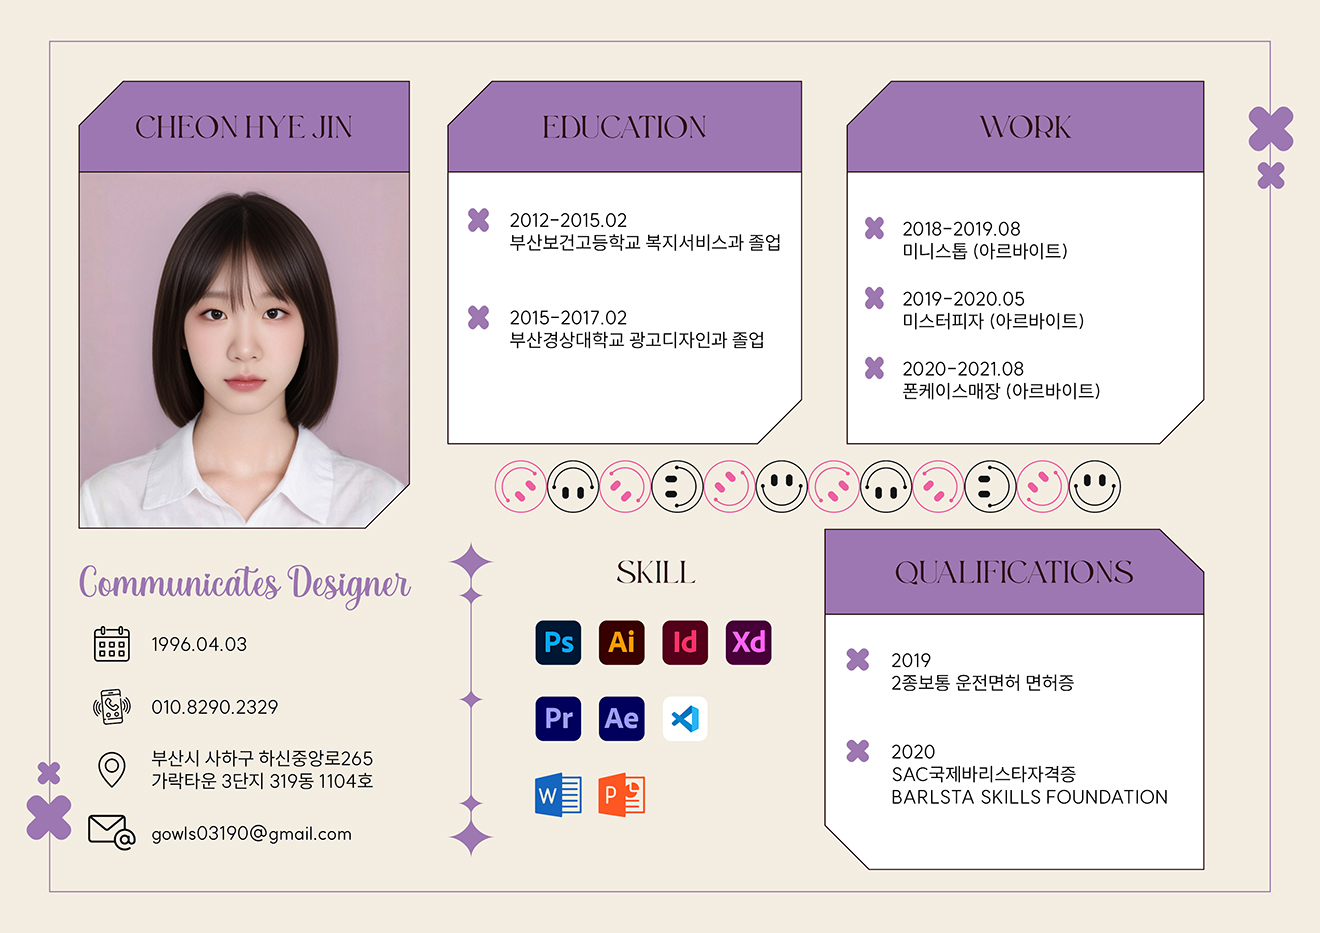 CHEON HYE JIN
EDUCATION
2012-2015.02
부산보건고등학교 복지서비스과 졸업
2015-2017.02
부산경상대학교 광고디자인과 졸업
WORK
2018-2019.08
미니스톱 (아르바이트)
2019-2020.05
미스터피자 (아르바이트)
2020-2021.08
폰케이스매장 (아르바이트)
Communicates Designer
1996.04.03
010.8290.2329
부산시 사하구 하신중앙로265
가락타운 3단지 319동 1104호
gowls03190@gmail.com
SKILL
Ps Ai Id Xd
Pr Ae
W P
QUALIFICATIONS
2019
2종보통 운전면허 면허증
2020
SAC국제바리스타자격증
BARLSTA SKILLS FOUNDATION